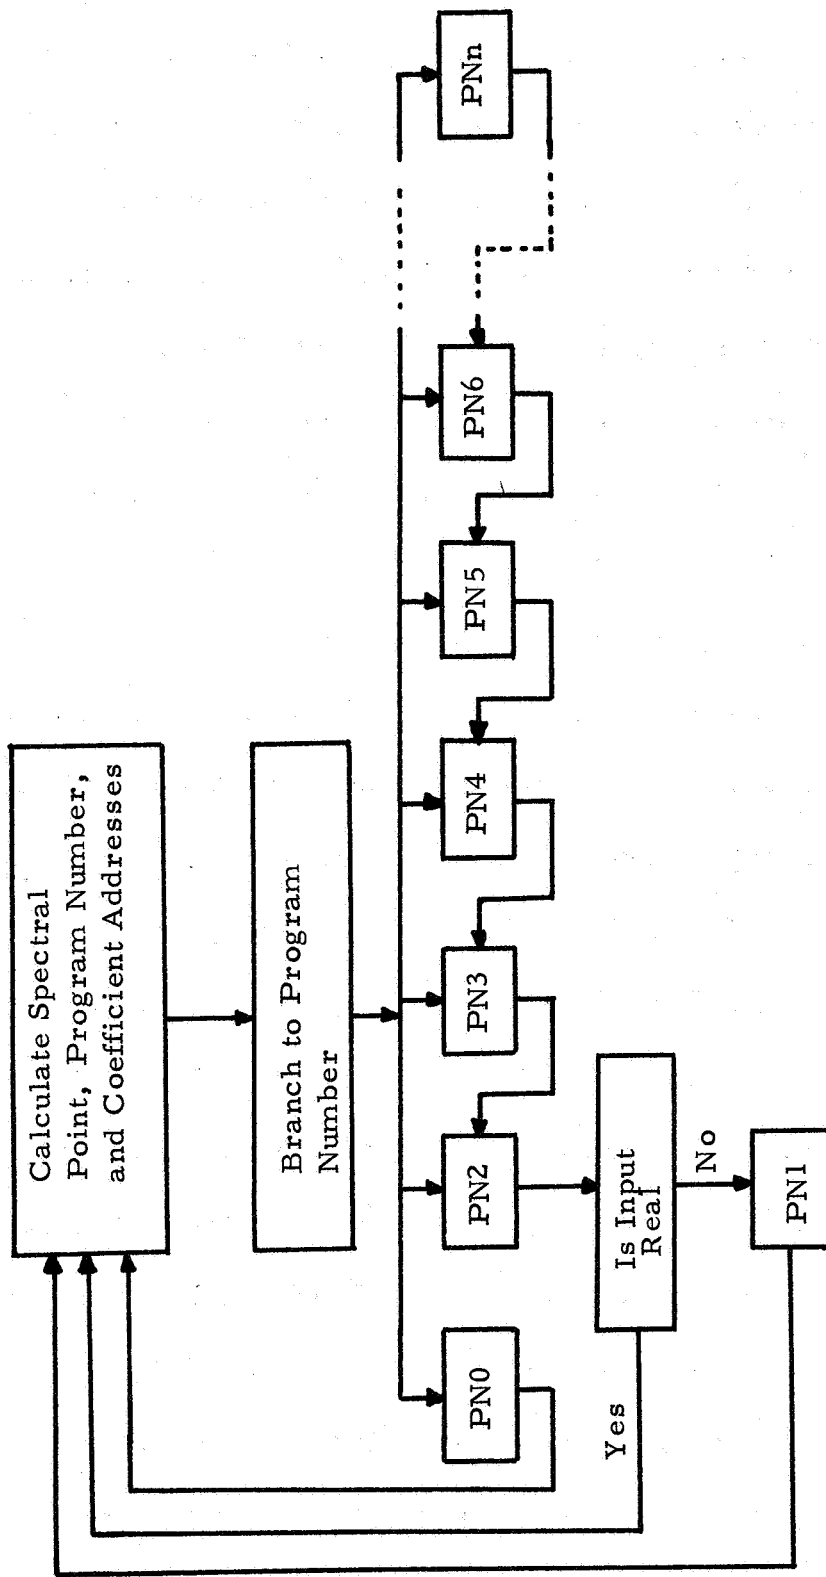 Calculate Spectral
Point, Program Number,
and Coefficient Addresses
Branch to Program
Number
PN0
PN2
PN3
PN4
PN5
PN6
PNn
Is Input
Real
Yes
No
PN1